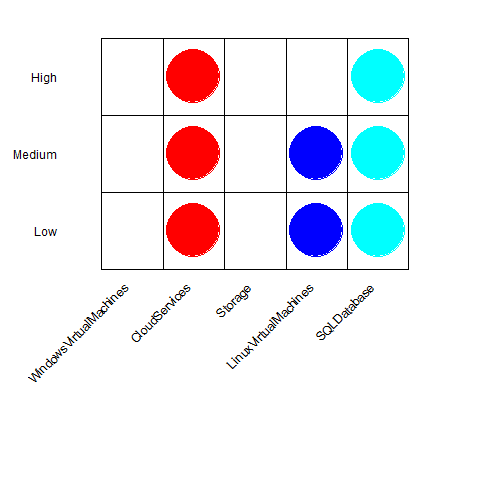 High
Medium
Low
WindowsVirtualMachines
CloudServices
Storage
LinuxVirtualMachines
SQLDatabase